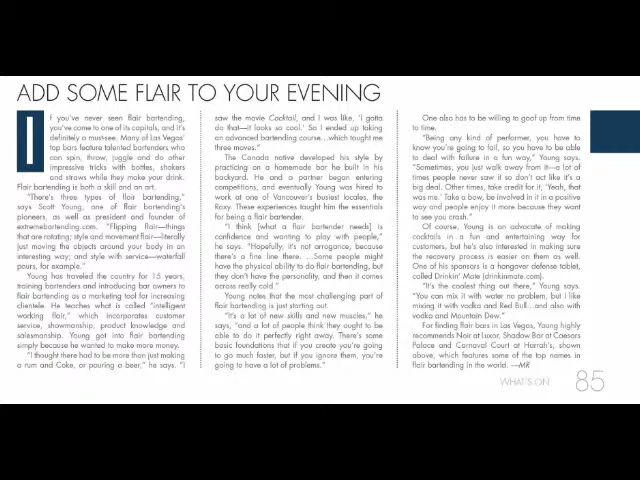 ADD SOME FLAIR TO YOUR EVENING
If you've never seen flair bartending,
you've come to one of its capitals, and it's
definitely a must-see. Many of Las Vegas'
top bars feature talented bartenders who
can spin, throw, juggle and do other
impressive tricks with bottles, shakers
and straws while they make your drink.
Flair bartending is both a skill and an art.
"There's three types of flair bartending,"
says Scott Young, one of flair bartending's
pioneers, as well as president and founder of
extremebartending.com. "Flipping flair—things
that are rotating; style and movement flair—literally
just moving the objects around your body in an
interesting way; and style with service—waterfall
pours, for example."
Young has traveled the country for 15 years,
training bartenders and introducing bar owners to
flair bartending as a marketing tool for increasing
clientele. He teaches what is called "intelligent
working flair," which incorporates customer
service, showmanship, product knowledge and
salesmanship. Young got into flair bartending
simply because he wanted to make more money.
"I thought there had to be more than just making
a rum and Coke, or pouring a beer," he says. "I
saw the movie Cocktail, and I was like, 'I gotta
do that—it looks so cool.' So I ended up taking
an advanced bartending course...which taught me
three moves."
The Canada native developed his style by
practicing on a homemade bar he built in his
backyard. He and a partner began entering
competitions, and eventually Young was hired to
work at one of Vancouver's busiest locales, the
Roxy. These experiences taught him the essentials
for being a flair bartender.
"I think [what a flair bartender needs] is
confidence and wanting to play with people,"
he says. "Hopefully, it's not arrogance, because
there's a fine line there. ...Some people might
have the physical ability to do flair bartending, but
they don't have the personality, and then it comes
across really cold."
Young notes that the most challenging part of
flair bartending is just starting out.
"It's a lot of new skills and new muscles," he
says, "and a lot of people think they ought to be
able to do it perfectly right away. There's some
basic foundations that if you create you're going
to go much faster, but if you ignore them, you're
going to have a lot of problems."
One also has to be willing to goof up from time
to time.
"Being any kind of performer, you have to
know you're going to fail, so you have to be able
to deal with failure in a fun way," Young says.
"Sometimes, you just walk away from it—a lot of
times people never saw it so don't act like it's a
big deal. Other times, take credit for it, 'Yeah, that
was me.' Take a bow, be involved in it in a positive
way and people enjoy it more because they want
to see you crash."
Of course, Young is an advocate of making
cocktails in a fun and entertaining way for
customers, but he's also interested in making sure
the recovery process is easier on them as well.
One of his sponsors is a hangover defense tablet,
called Drinkin' Mate (drinkinmate.com).
"It's the coolest thing out there," Young says.
"You can mix it with water no problem, but I like
mixing it with vodka and Red Bull...and also with
vodka and Mountain Dew."
For finding flair bars in Las Vegas, Young highly
recommends Noir at Luxor, Shadow Bar at Caesars
Palace and Carnaval Court at Harrah's, shown
above, which features some of the top names in
flair bartending in the world. —MR
WHAT'S ON 85